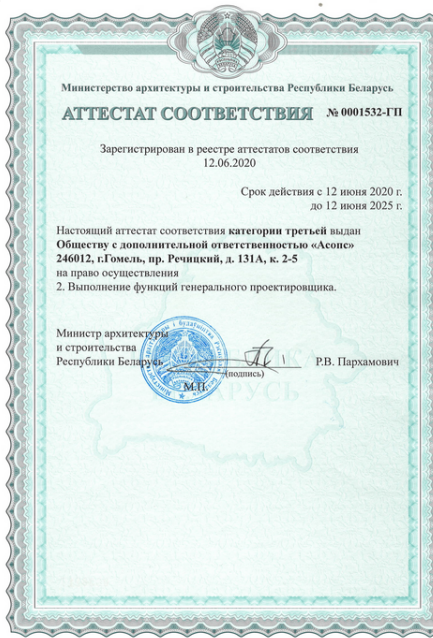 Министерство архитектуры и строительства Республики Беларусь
АТТЕСТАТ СООТВЕТСТВИЯ № 0001532-ГП
Зарегистрирован в реестре аттестатов соответствия
12.06.2020
Срок действия с 12 июня 2020 г.
до 12 июня 2025 г.
Настоящий аттестат соответствия категории третьей выдан
Обществу с дополнительной ответственностью «Асонс»
246012, г.Гомель, пр. Речицкий, д. 131А, к. 2-5
на право осуществления
2. Выполнение функций генерального проектировщика.
Министр архитектуры
и строительства
Республики Беларусь
Р.В. Пархамович
(подпись)
М.П.